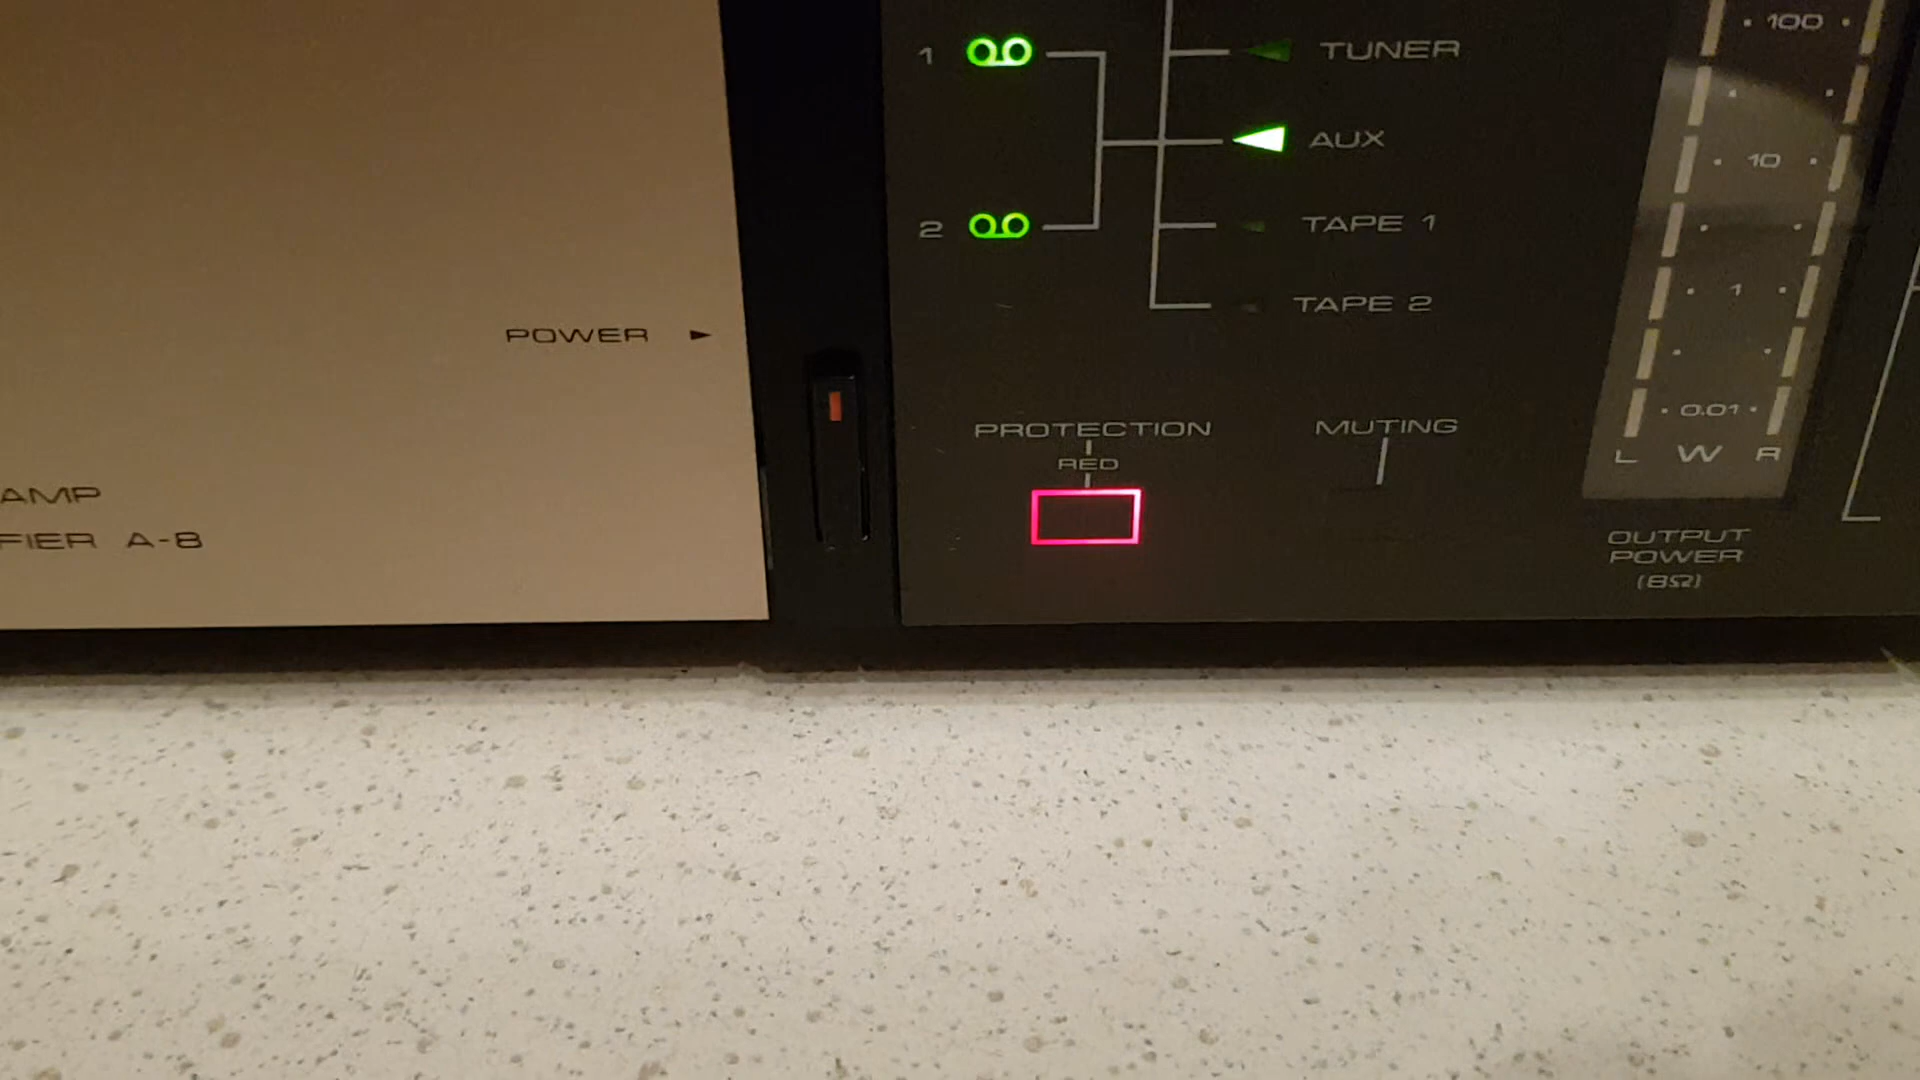 POWER
AMP
FIER A-8
1
2
TUNER
AUX
TAPE 1
TAPE 2
PROTECTION
RED
MUTING
100
10
1
0.01
L W R
OUTPUT
POWER
(8Ω)